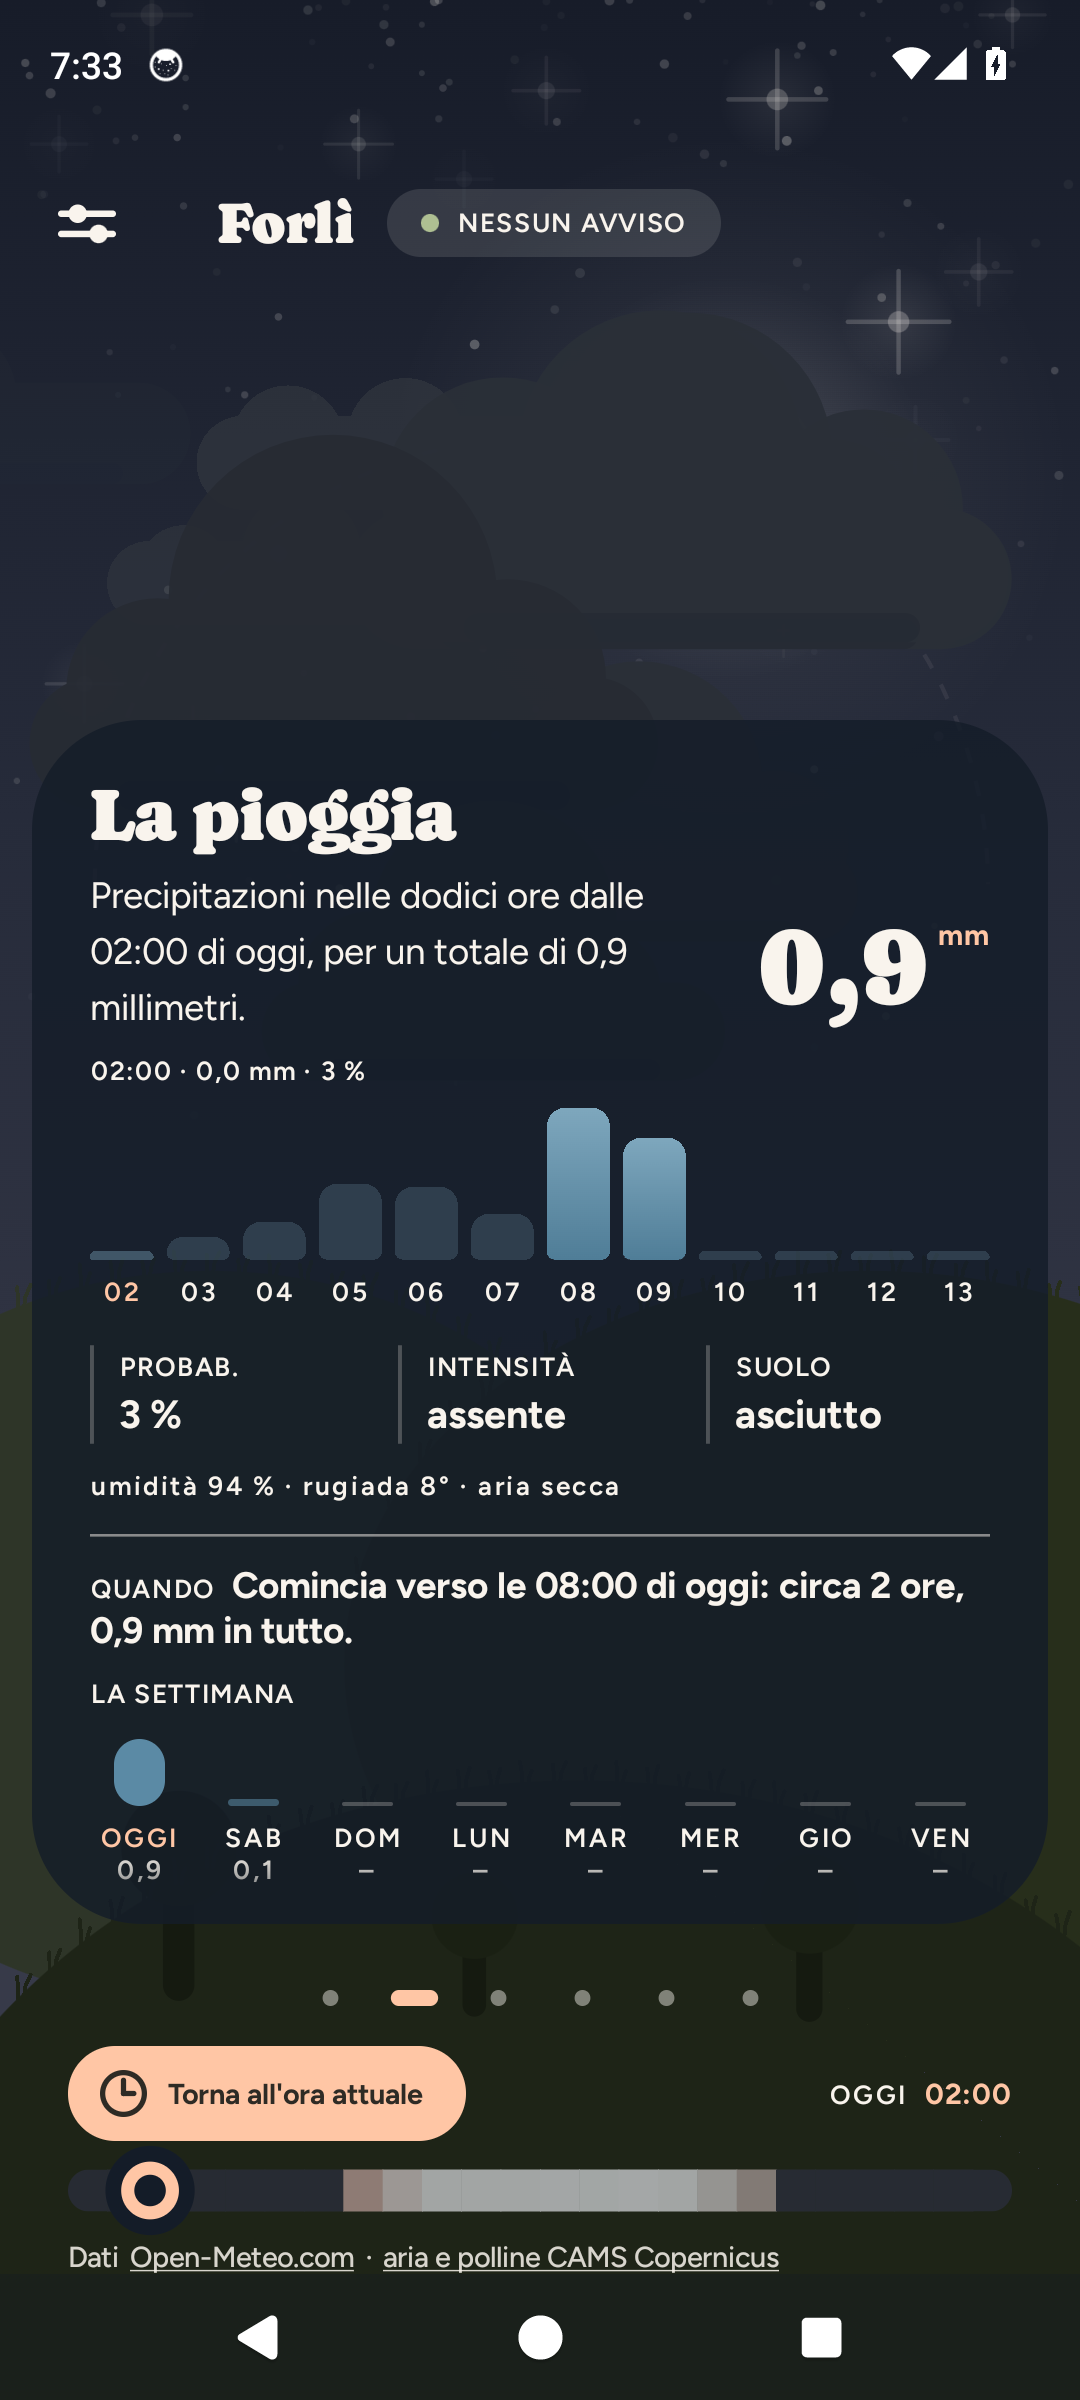 7:33
Forlì
NESSUN AVVISO
La pioggia
Precipitazioni nelle dodici ore dalle
02:00 di oggi, per un totale di 0,9
millimetri.
0,9 mm
02:00 · 0,0 mm · 3 %
02 03 04 05 06 07 08 09 10 11 12 13
PROBAB. INTENSITÀ SUOLO
3 % assente asciutto
umidità 94 % · rugiada 8° · aria secca
QUANDO Comincia verso le 08:00 di oggi: circa 2 ore,
0,9 mm in tutto.
LA SETTIMANA
OGGI SAB DOM LUN MAR MER GIO VEN
0,9 0,1 – – – – – –
Torna all'ora attuale
OGGI 02:00
Dati Open-Meteo.com · aria e polline CAMS Copernicus